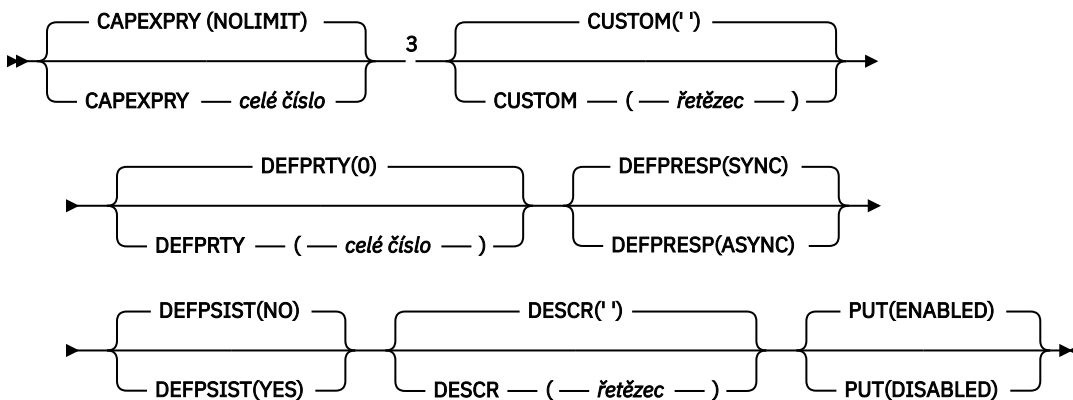 CAPEXPRY (NOLIMIT)
CAPEXPRY celé číslo
3
CUSTOM(' ')
CUSTOM ( řetězec )
DEFPRTY(0)
DEFPRTY ( celé číslo )
DEFPRESP(SYNC)
DEFPRESP(ASYNC)
DEFPSIST(NO)
DEFPSIST(YES)
DESCR(' ')
DESCR ( řetězec )
PUT(ENABLED)
PUT(DISABLED)